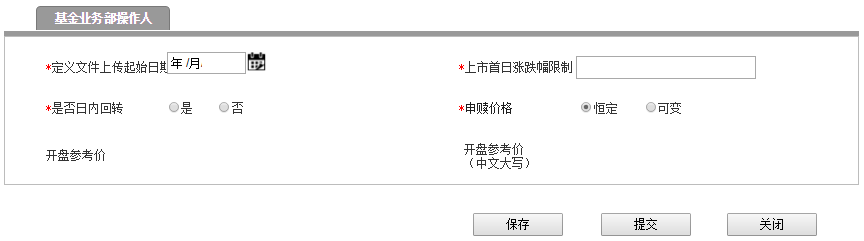 基金业务部操作人
*定义文件上传起始日期 年 /月. *上市首日涨跌幅限制
*是否日内回转 是 否 *申赎价格 恒定 可变
开盘参考价 开盘参考价
（中文大写）
保存 提交 关闭